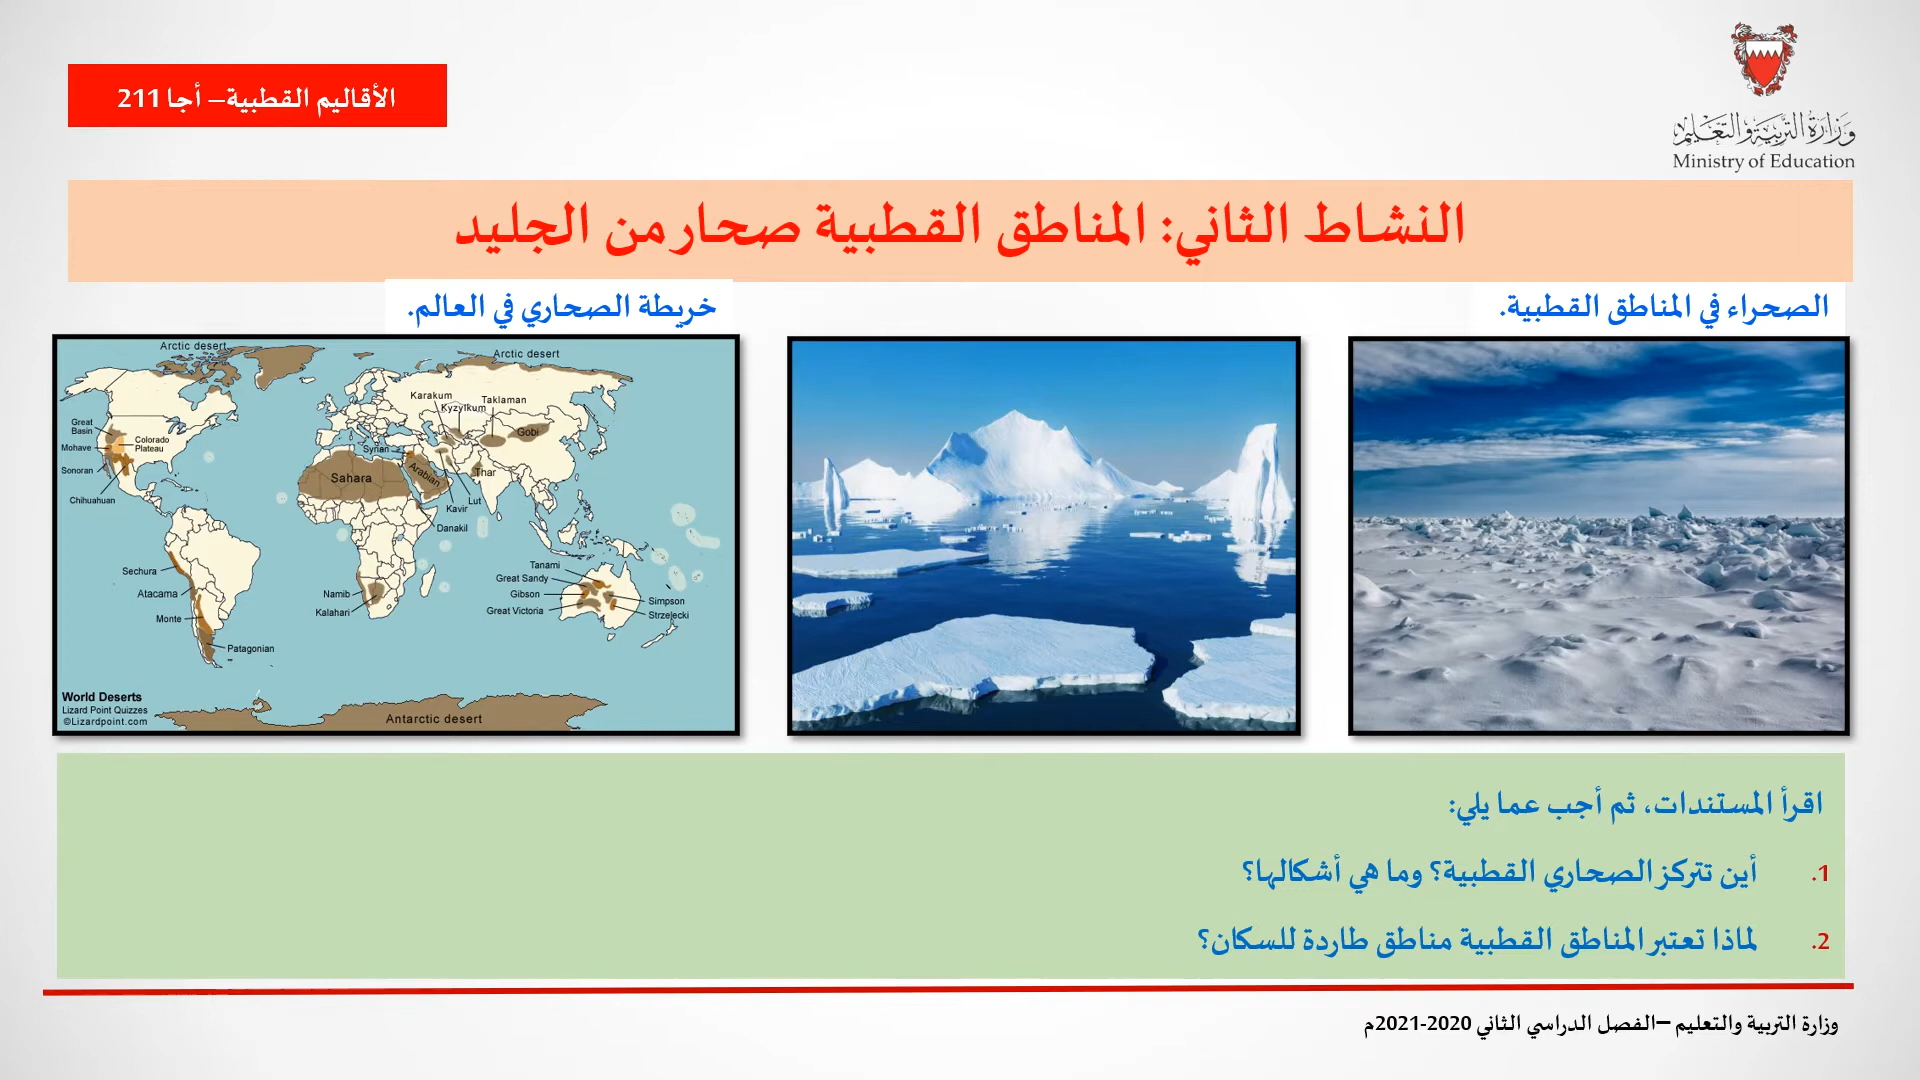 وزارة التربية والتعليم
Ministry of Education
الأقاليم القطبية– أجا 211
النشاط الثاني: المناطق القطبية صحار من الجليد
الصحراء في المناطق القطبية.
خريطة الصحاري في العالم.
Arctic desert
Arctic desert
Karakum
Kyzylkum
Taklaman
Gobi
Great Basin
Mohave
Colorado Plateau
Sonoran
Chihuahuan
Syrian
Sahara
Arabian
Thar
Lut
Kavir
Danakil
Sechura
Atacama
Monte
Patagonian
Namib
Kalahari
Tanami
Great Sandy
Gibson
Great Victoria
Simpson
Strzelecki
World Deserts
Lizard Point Quizzes
©Lizardpoint.com
Antarctic desert
اقرأ المستندات، ثم أجب عما يلي:
1. أين تتركز الصحاري القطبية؟ وما هي أشكالها؟
2. لماذا تعتبر المناطق القطبية مناطق طاردة للسكان؟
وزارة التربية والتعليم –الفصل الدراسي الثاني 2020-2021م